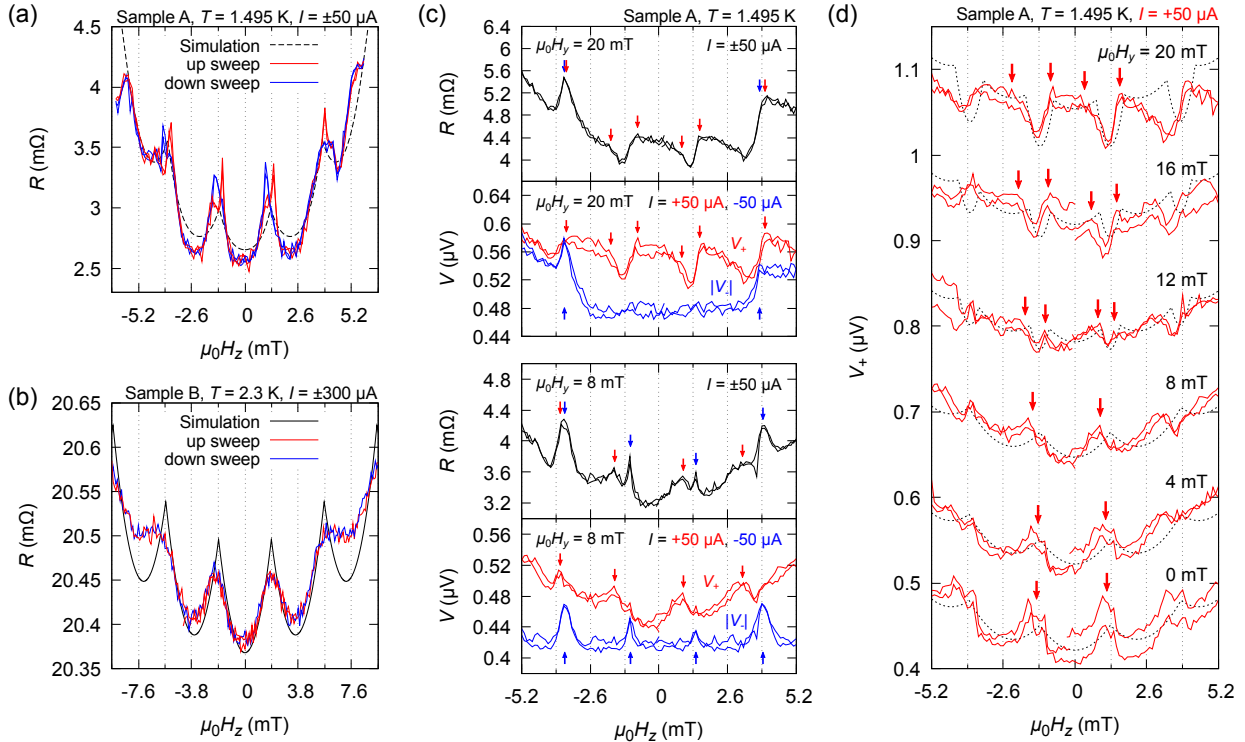 (a)
Sample A, T = 1.495 K, I = ±50 µA
Simulation
up sweep
down sweep
4.5
4
3.5
3
2.5
R (mΩ)
-5.2 -2.6 0 2.6 5.2
µ0Hz (mT)
(b)
Sample B, T = 2.3 K, I = ±300 µA
Simulation
up sweep
down sweep
20.65
20.6
20.55
20.5
20.45
20.4
20.35
R (mΩ)
-7.6 -3.8 0 3.8 7.6
µ0Hz (mT)
(c)
Sample A, T = 1.495 K
µ0Hy = 20 mT I = ±50 µA
6.4
6
5.6
5.2
4.8
4.4
4
R (mΩ)
µ0Hy = 20 mT I = +50 µA, -50 µA
0.68
0.64
0.6
0.56
0.52
0.48
0.44
V (µV)
V+
|V-|
µ0Hy = 8 mT I = ±50 µA
4.8
4.4
4
3.6
3.2
R (mΩ)
µ0Hy = 8 mT I = +50 µA, -50 µA
0.56
0.52
0.48
0.44
0.4
V (µV)
V+
|V-|
-5.2 -2.6 0 2.6 5.2
µ0Hz (mT)
(d)
Sample A, T = 1.495 K, I = +50 µA
µ0Hy = 20 mT
16 mT
12 mT
8 mT
4 mT
0 mT
1.1
1
0.9
0.8
0.7
0.6
0.5
0.4
V+ (µV)
-5.2 -2.6 0 2.6 5.2
µ0Hz (mT)